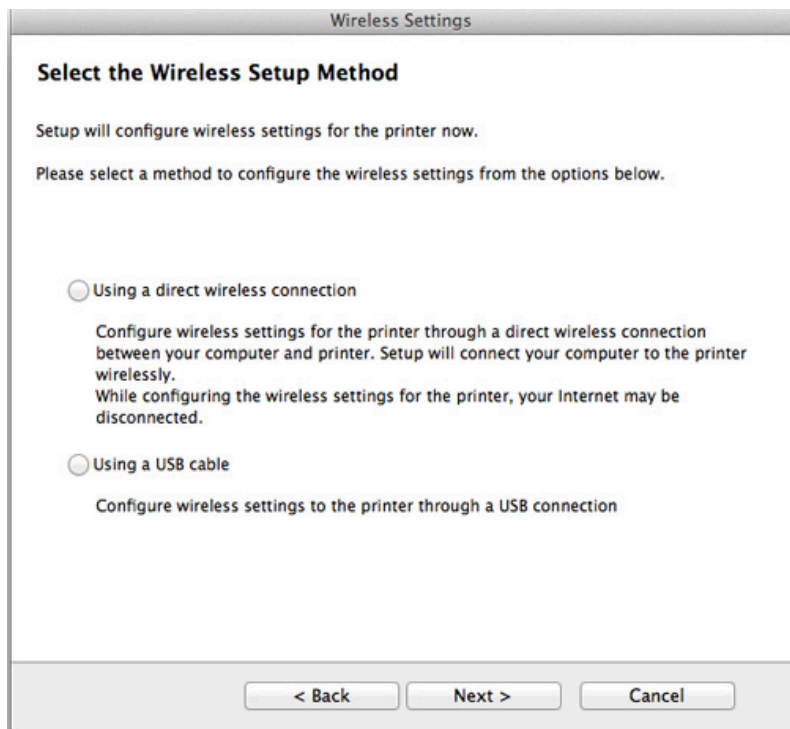 Wireless Settings
Select the Wireless Setup Method
Setup will configure wireless settings for the printer now.
Please select a method to configure the wireless settings from the options below.
Using a direct wireless connection
Configure wireless settings for the printer through a direct wireless connection
between your computer and printer. Setup will connect your computer to the printer
wirelessly.
While configuring the wireless settings for the printer, your Internet may be
disconnected.
Using a USB cable
Configure wireless settings to the printer through a USB connection
< Back Next > Cancel